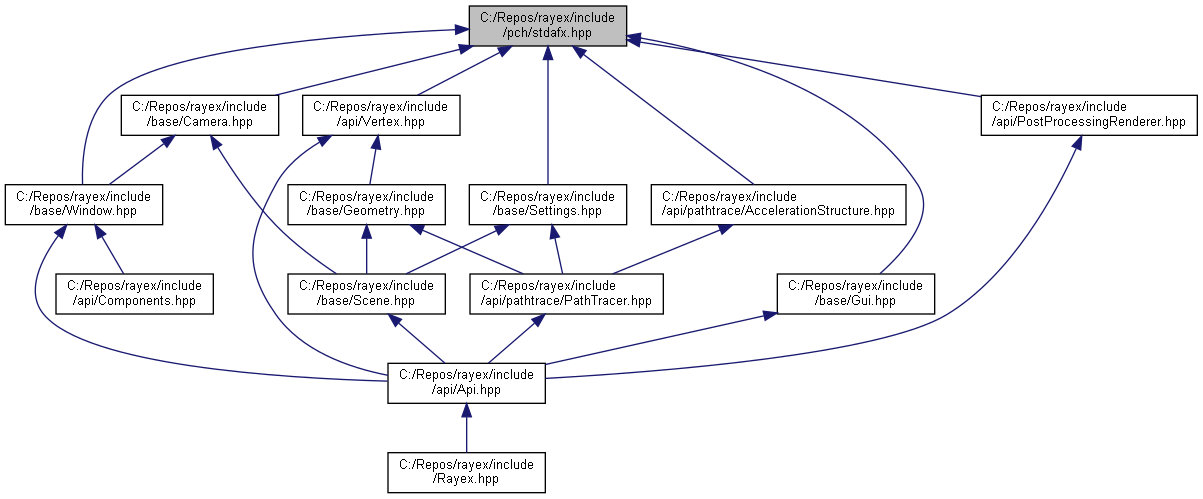 C:/Repos/rayex/include
/pch/stdafx.hpp
C:/Repos/rayex/include
/base/Camera.hpp
C:/Repos/rayex/include
/api/Vertex.hpp
C:/Repos/rayex/include
/api/PostProcessingRenderer.hpp
C:/Repos/rayex/include
/base/Window.hpp
C:/Repos/rayex/include
/base/Geometry.hpp
C:/Repos/rayex/include
/base/Settings.hpp
C:/Repos/rayex/include
/api/pathtrace/AccelerationStructure.hpp
C:/Repos/rayex/include
/api/Components.hpp
C:/Repos/rayex/include
/base/Scene.hpp
C:/Repos/rayex/include
/api/pathtrace/PathTracer.hpp
C:/Repos/rayex/include
/base/Gui.hpp
C:/Repos/rayex/include
/api/Api.hpp
C:/Repos/rayex/include
/Rayex.hpp